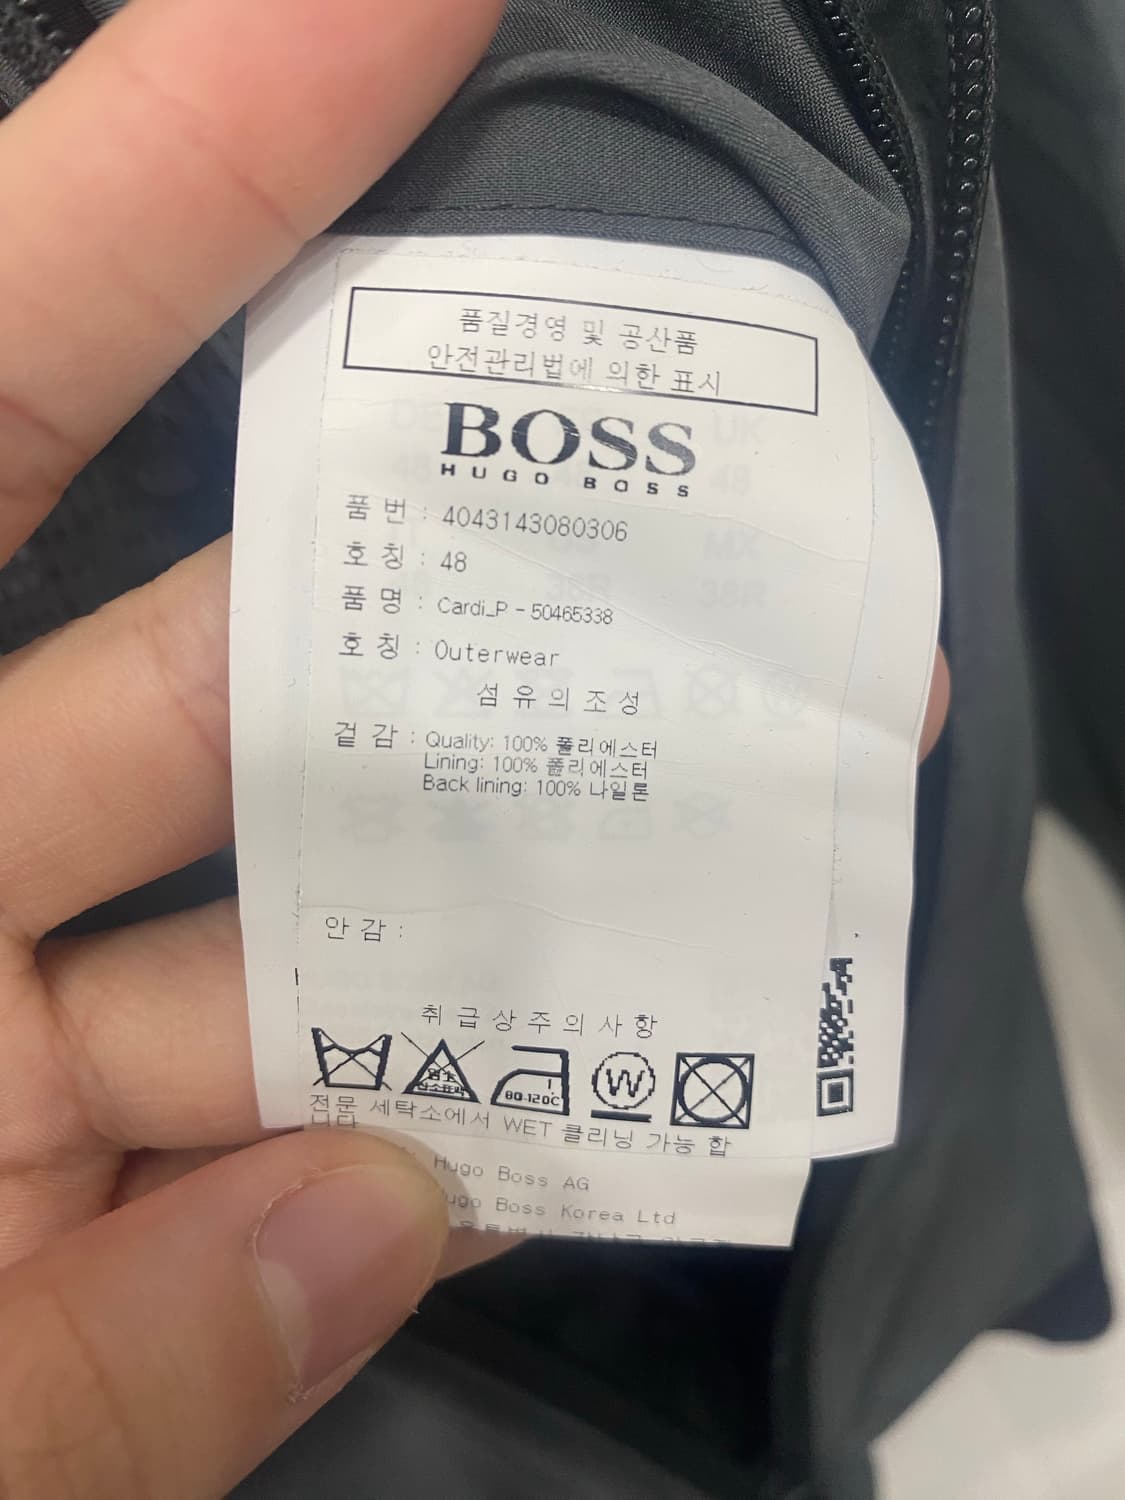 품질경영 및 공산품
안전관리법에 의한 표시
BOSS
HUGO BOSS
품 번 : 4043143080306
호 칭 : 48
품 명 : Cardi_P - 50465338
호 칭 : Outerwear
섬 유 의 조 성
겉 감 : Quality: 100% 폴리에스터
Lining: 100% 폴리에스터
Back lining: 100% 나일론
안 감 :
취 급 상 주 의 사 항
80-120℃
W
전문 세탁소에서 WET 클리닝 가능 합
니다
Hugo Boss AG
Hugo Boss Korea Ltd